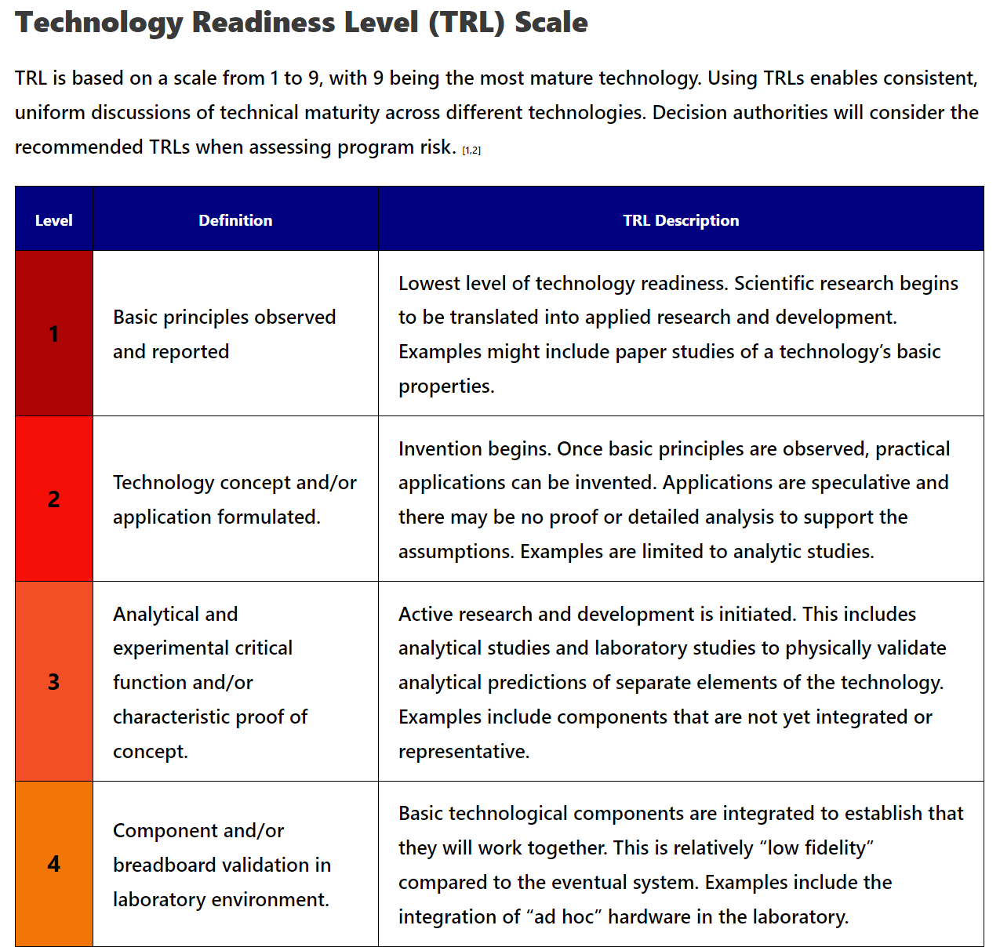 Technology Readiness Level (TRL) Scale
TRL is based on a scale from 1 to 9, with 9 being the most mature technology. Using TRLs enables consistent,
uniform discussions of technical maturity across different technologies. Decision authorities will consider the
recommended TRLs when assessing program risk. [1,2]
Level
Definition
TRL Description
1
Basic principles observed
and reported
Lowest level of technology readiness. Scientific research begins
to be translated into applied research and development.
Examples might include paper studies of a technology’s basic
properties.
2
Technology concept and/or
application formulated.
Invention begins. Once basic principles are observed, practical
applications can be invented. Applications are speculative and
there may be no proof or detailed analysis to support the
assumptions. Examples are limited to analytic studies.
3
Analytical and
experimental critical
function and/or
characteristic proof of
concept.
Active research and development is initiated. This includes
analytical studies and laboratory studies to physically validate
analytical predictions of separate elements of the technology.
Examples include components that are not yet integrated or
representative.
4
Component and/or
breadboard validation in
laboratory environment.
Basic technological components are integrated to establish that
they will work together. This is relatively “low fidelity”
compared to the eventual system. Examples include the
integration of “ad hoc” hardware in the laboratory.